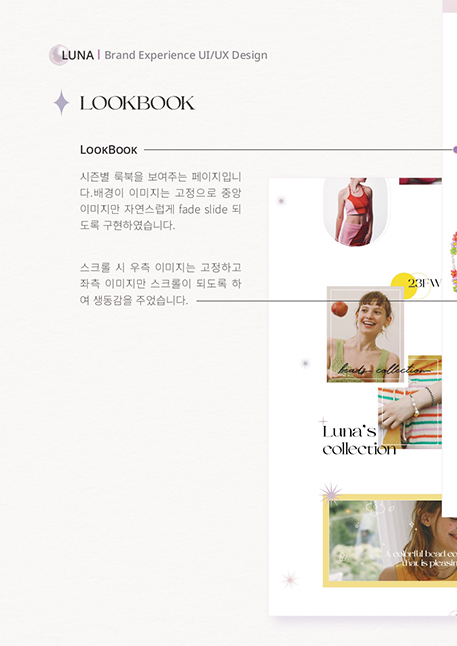 LUNA | Brand Experience UI/UX Design
LOOKBOOK
LookBook
시즌별 룩북을 보여주는 페이지입니
다.배경이 이미지는 고정으로 중앙
이미지만 자연스럽게 fade slide 되
도록 구현하였습니다.
스크롤 시 우측 이미지는 고정하고
좌측 이미지만 스크롤이 되도록 하
여 생동감을 주었습니다.
23FW
beads collection
Luna's
collection
A colorful bead co
that is pleasin